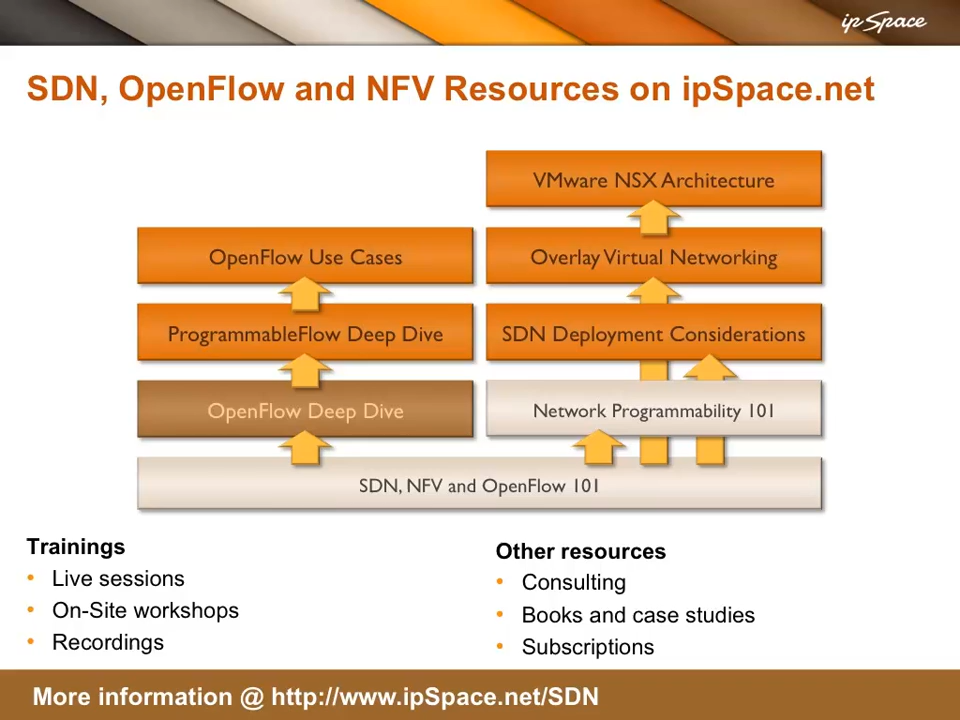 ip Space
SDN, OpenFlow and NFV Resources on ipSpace.net
VMware NSX Architecture
OpenFlow Use Cases
Overlay Virtual Networking
ProgrammableFlow Deep Dive
SDN Deployment Considerations
OpenFlow Deep Dive
Network Programmability 101
SDN, NFV and OpenFlow 101
Trainings
• Live sessions
• On-Site workshops
• Recordings
Other resources
• Consulting
• Books and case studies
• Subscriptions
More information @ http://www.ipSpace.net/SDN